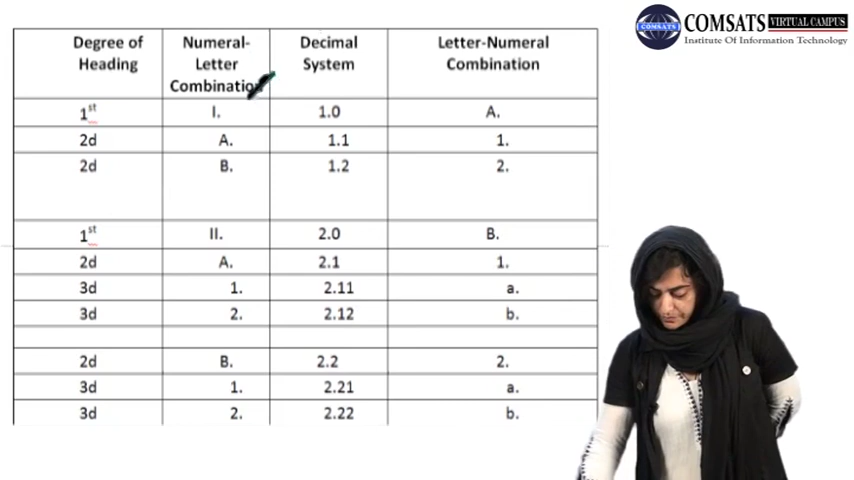 COMSATS
COMSATS VIRTUAL CAMPUS
Institute Of Information Technology
Degree of Heading Numeral-Letter Combination Decimal System Letter-Numeral Combination
1st I. 1.0 A.
2d A. 1.1 1.
2d B. 1.2 2.
1st II. 2.0 B.
2d A. 2.1 1.
3d 1. 2.11 a.
3d 2. 2.12 b.
2d B. 2.2 2.
3d 1. 2.21 a.
3d 2. 2.22 b.